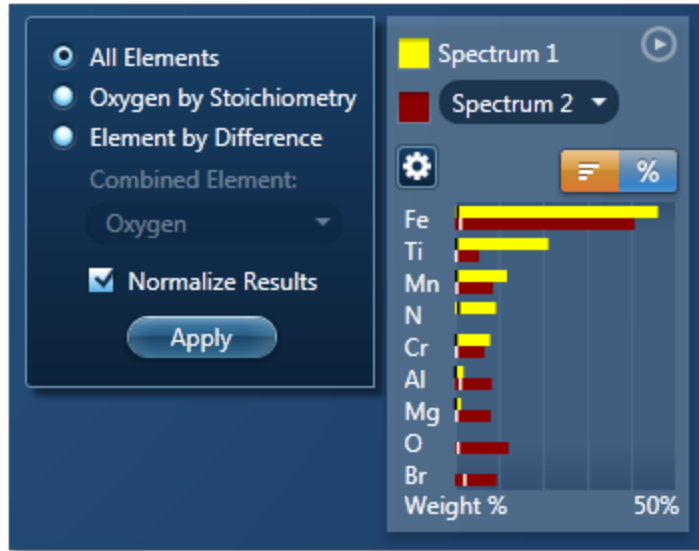 All Elements
Oxygen by Stoichiometry
Element by Difference
Combined Element:
Oxygen
Normalize Results
Apply
Spectrum 1
Spectrum 2
%
Fe
Ti
Mn
N
Cr
Al
Mg
O
Br
Weight % 50%